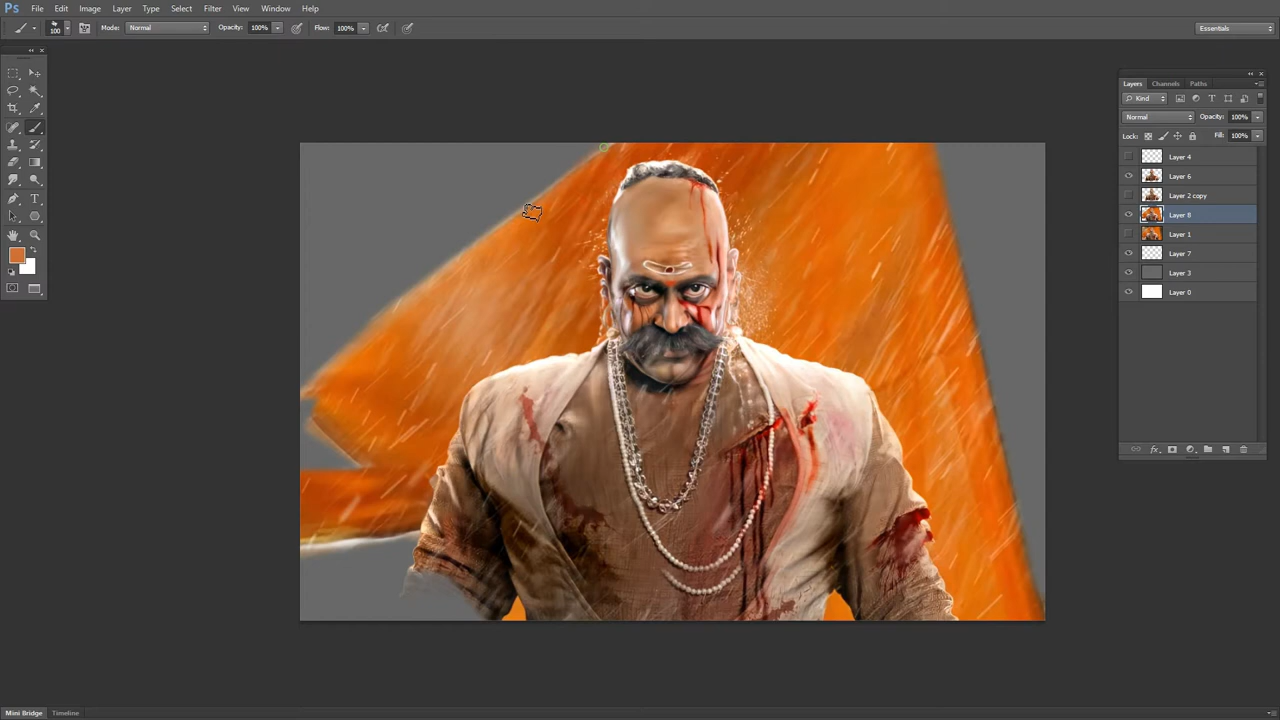 Ps File Edit Image Layer Type Select Filter View Window Help
100 Mode: Normal Opacity: 100% Flow: 100% Essentials
Layers Channels Paths
Kind
Normal Opacity: 100%
Lock: Fill: 100%
Layer 4
Layer 6
Layer 2 copy
Layer 8
Layer 1
Layer 7
Layer 3
Layer 0
Mini Bridge Timeline